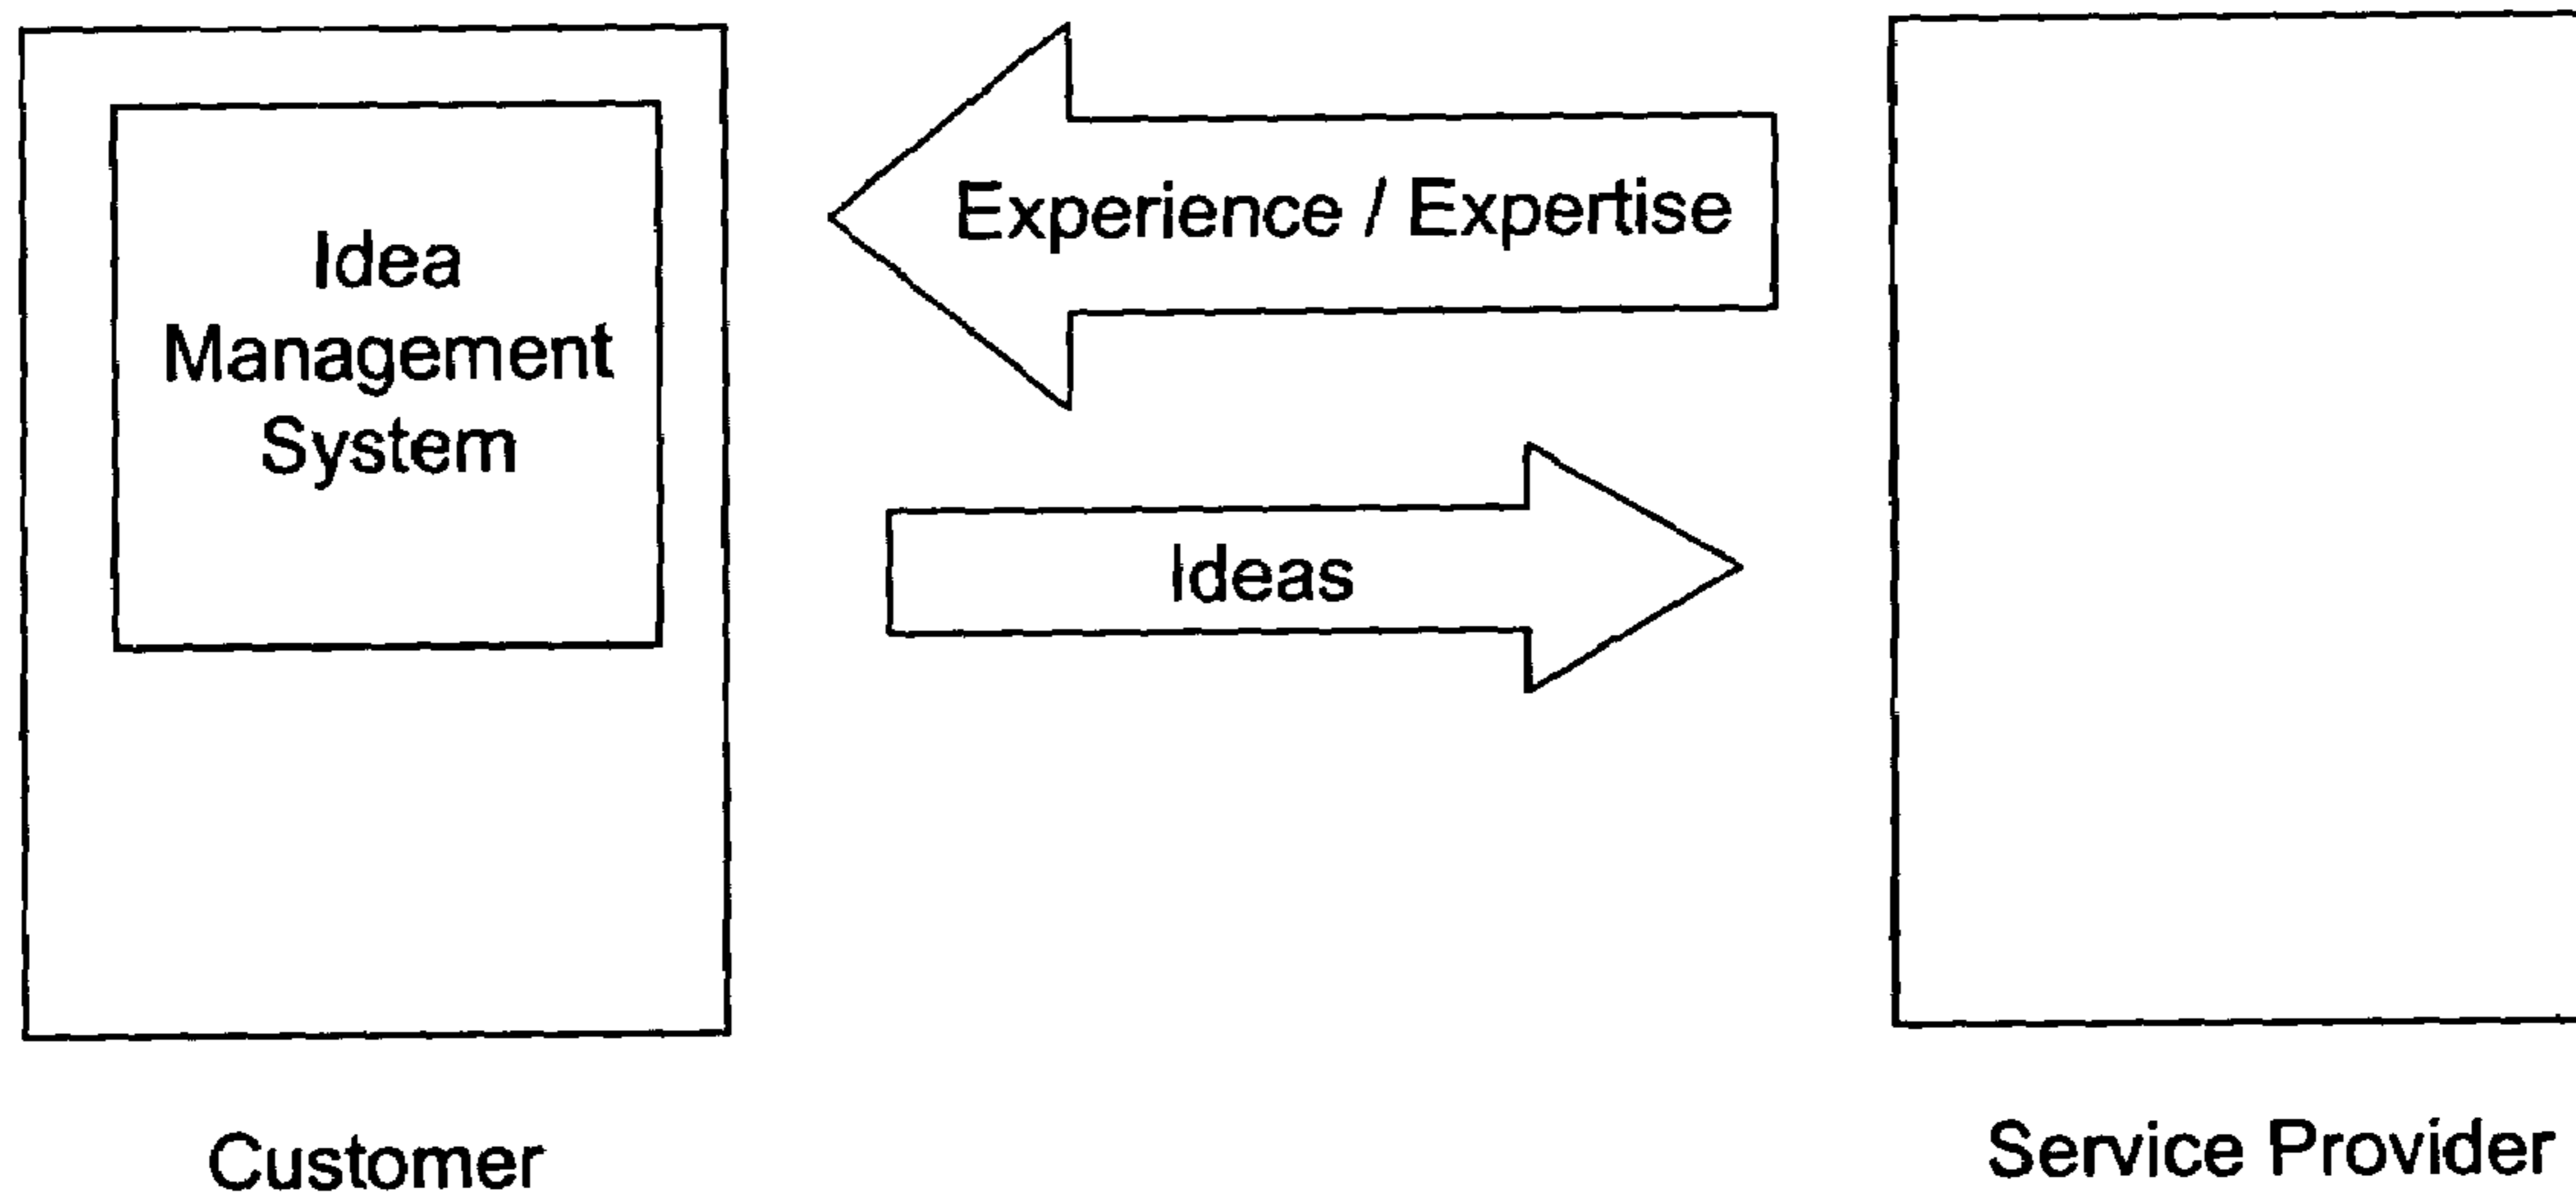 Idea
Management
System
Experience / Expertise
Ideas
Customer
Service Provider